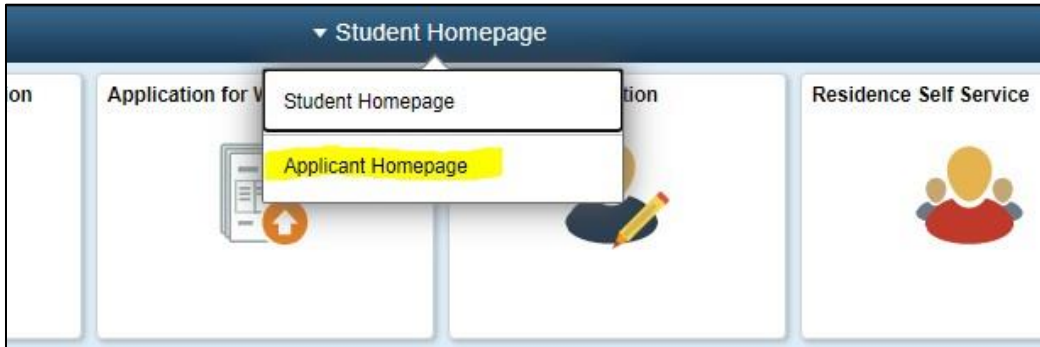 Student Homepage
on
Application for
Student Homepage
tion
Residence Self Service
Applicant Homepage